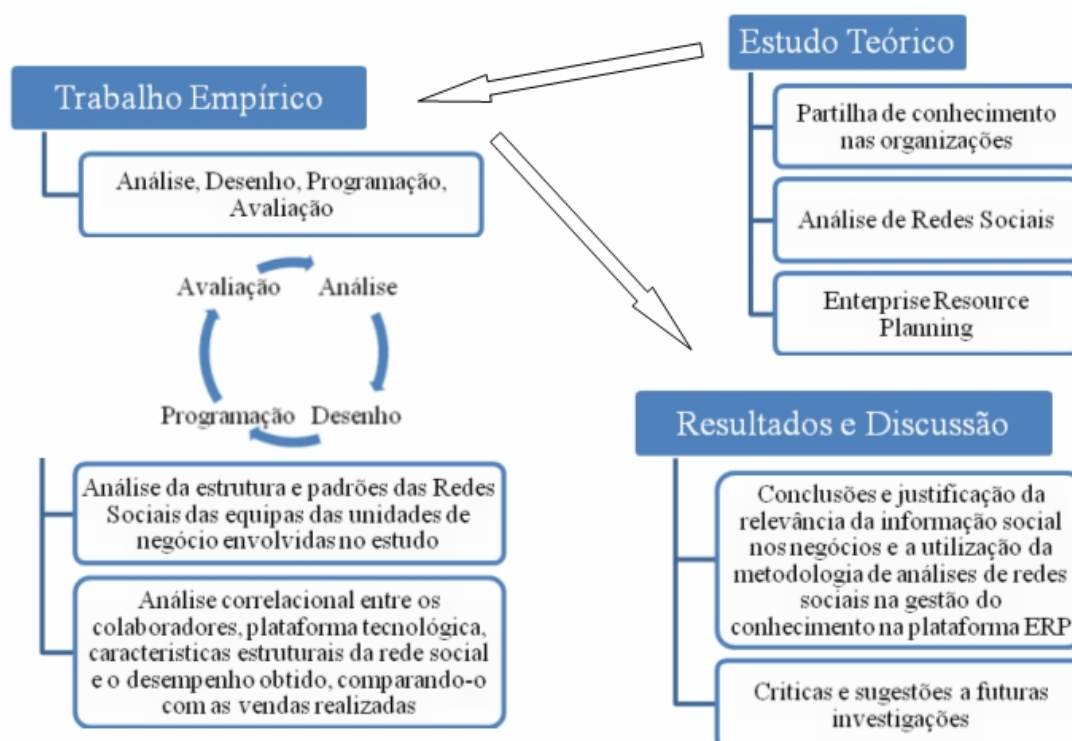 Estudo Teórico
Partilha de conhecimento
nas organizações
Análise de Redes Sociais
Enterprise Resource
Planning
Trabalho Empírico
Análise, Desenho, Programação,
Avaliação
Avaliação
Análise
Programação
Desenho
Análise da estrutura e padrões das Redes
Sociais das equipas das unidades de
negócio envolvidas no estudo
Análise correlacional entre os
colaboradores, plataforma tecnológica,
caracteristicas estruturais da rede social
e o desempenho obtido, comparando-o
com as vendas realizadas
Resultados e Discussão
Conclusões e justificação da
relevância da informação social
nos negócios e a utilização da
metodologia de análises de redes
sociais na gestão do
conhecimento na plataforma ERP
Criticas e sugestões a futuras
investigações